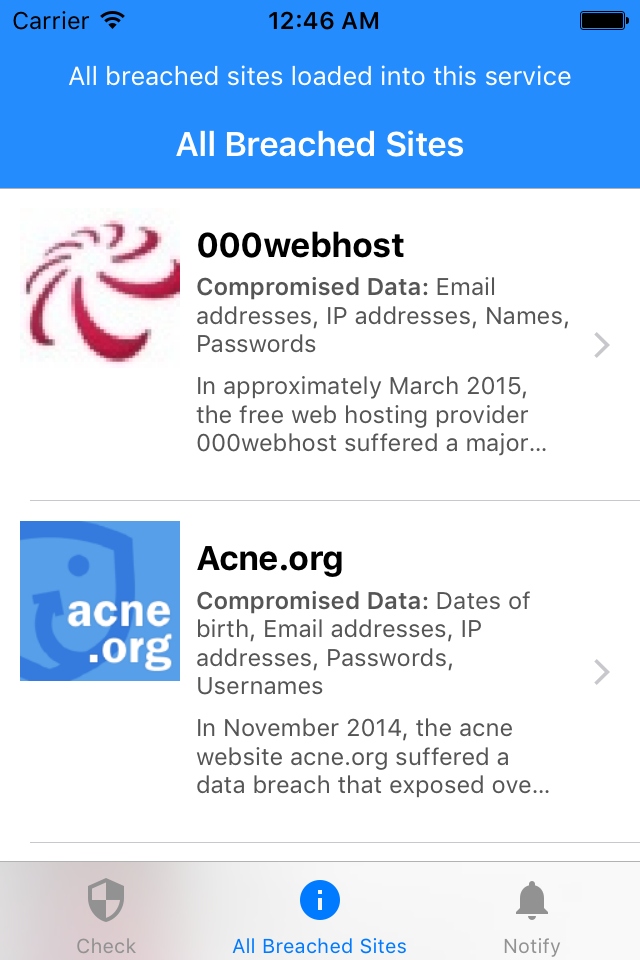 Carrier 12:46 AM
All breached sites loaded into this service
All Breached Sites
000webhost
Compromised Data: Email
addresses, IP addresses, Names,
Passwords
In approximately March 2015,
the free web hosting provider
000webhost suffered a major...
acne
.org
Acne.org
Compromised Data: Dates of
birth, Email addresses, IP
addresses, Passwords,
Usernames
In November 2014, the acne
website acne.org suffered a
data breach that exposed ove...
Check All Breached Sites Notify